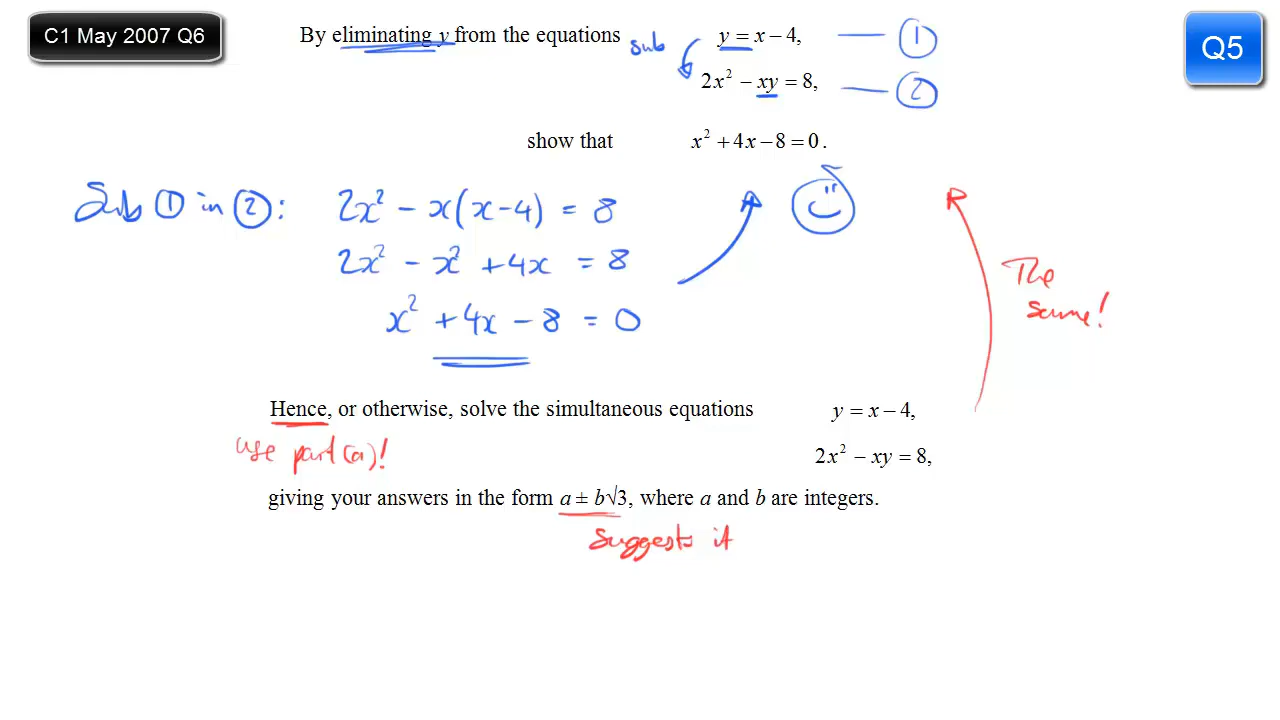 C1 May 2007 Q6
Q5
By eliminating y from the equations sub y = x − 4, ①
2x² − xy = 8, ②
show that x² + 4x − 8 = 0.
Sub ① in ②: 2x² − x(x−4) = 8
2x² − x² + 4x = 8
x² + 4x − 8 = 0
The same!
Hence, or otherwise, solve the simultaneous equations y = x − 4,
use part (a)!
2x² − xy = 8,
giving your answers in the form a ± b√3, where a and b are integers.
Suggests it